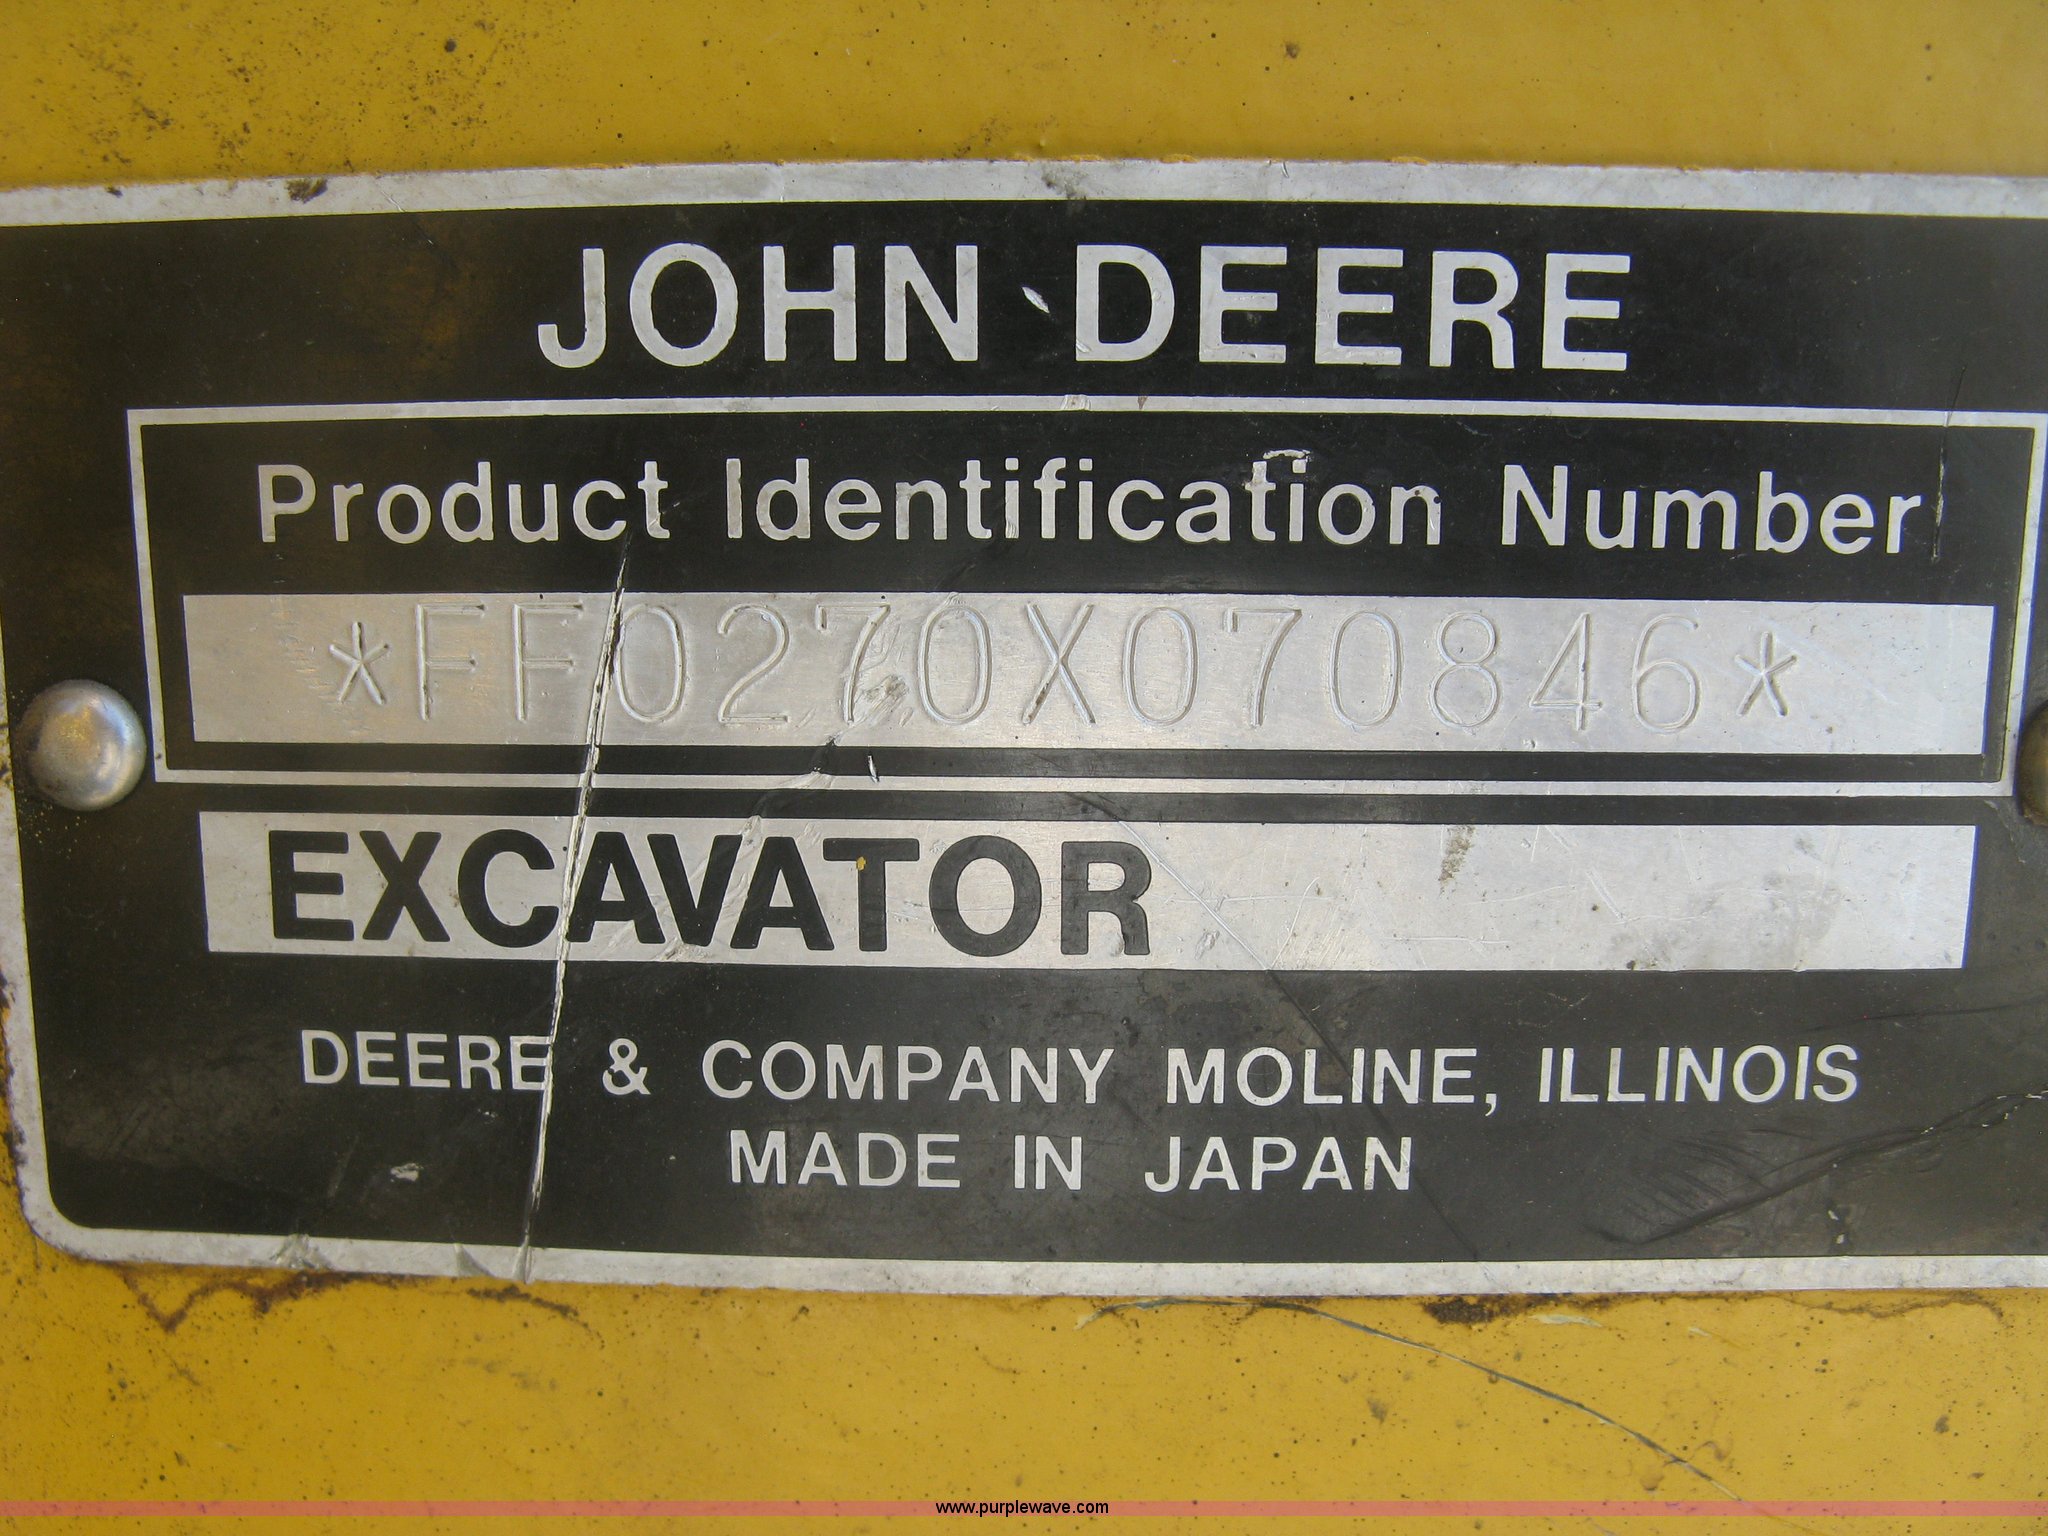 JOHN DEERE
Product Identification Number
*FF0270X070846*
EXCAVATOR
DEERE & COMPANY MOLINE, ILLINOIS
MADE IN JAPAN
www.purplewave.com